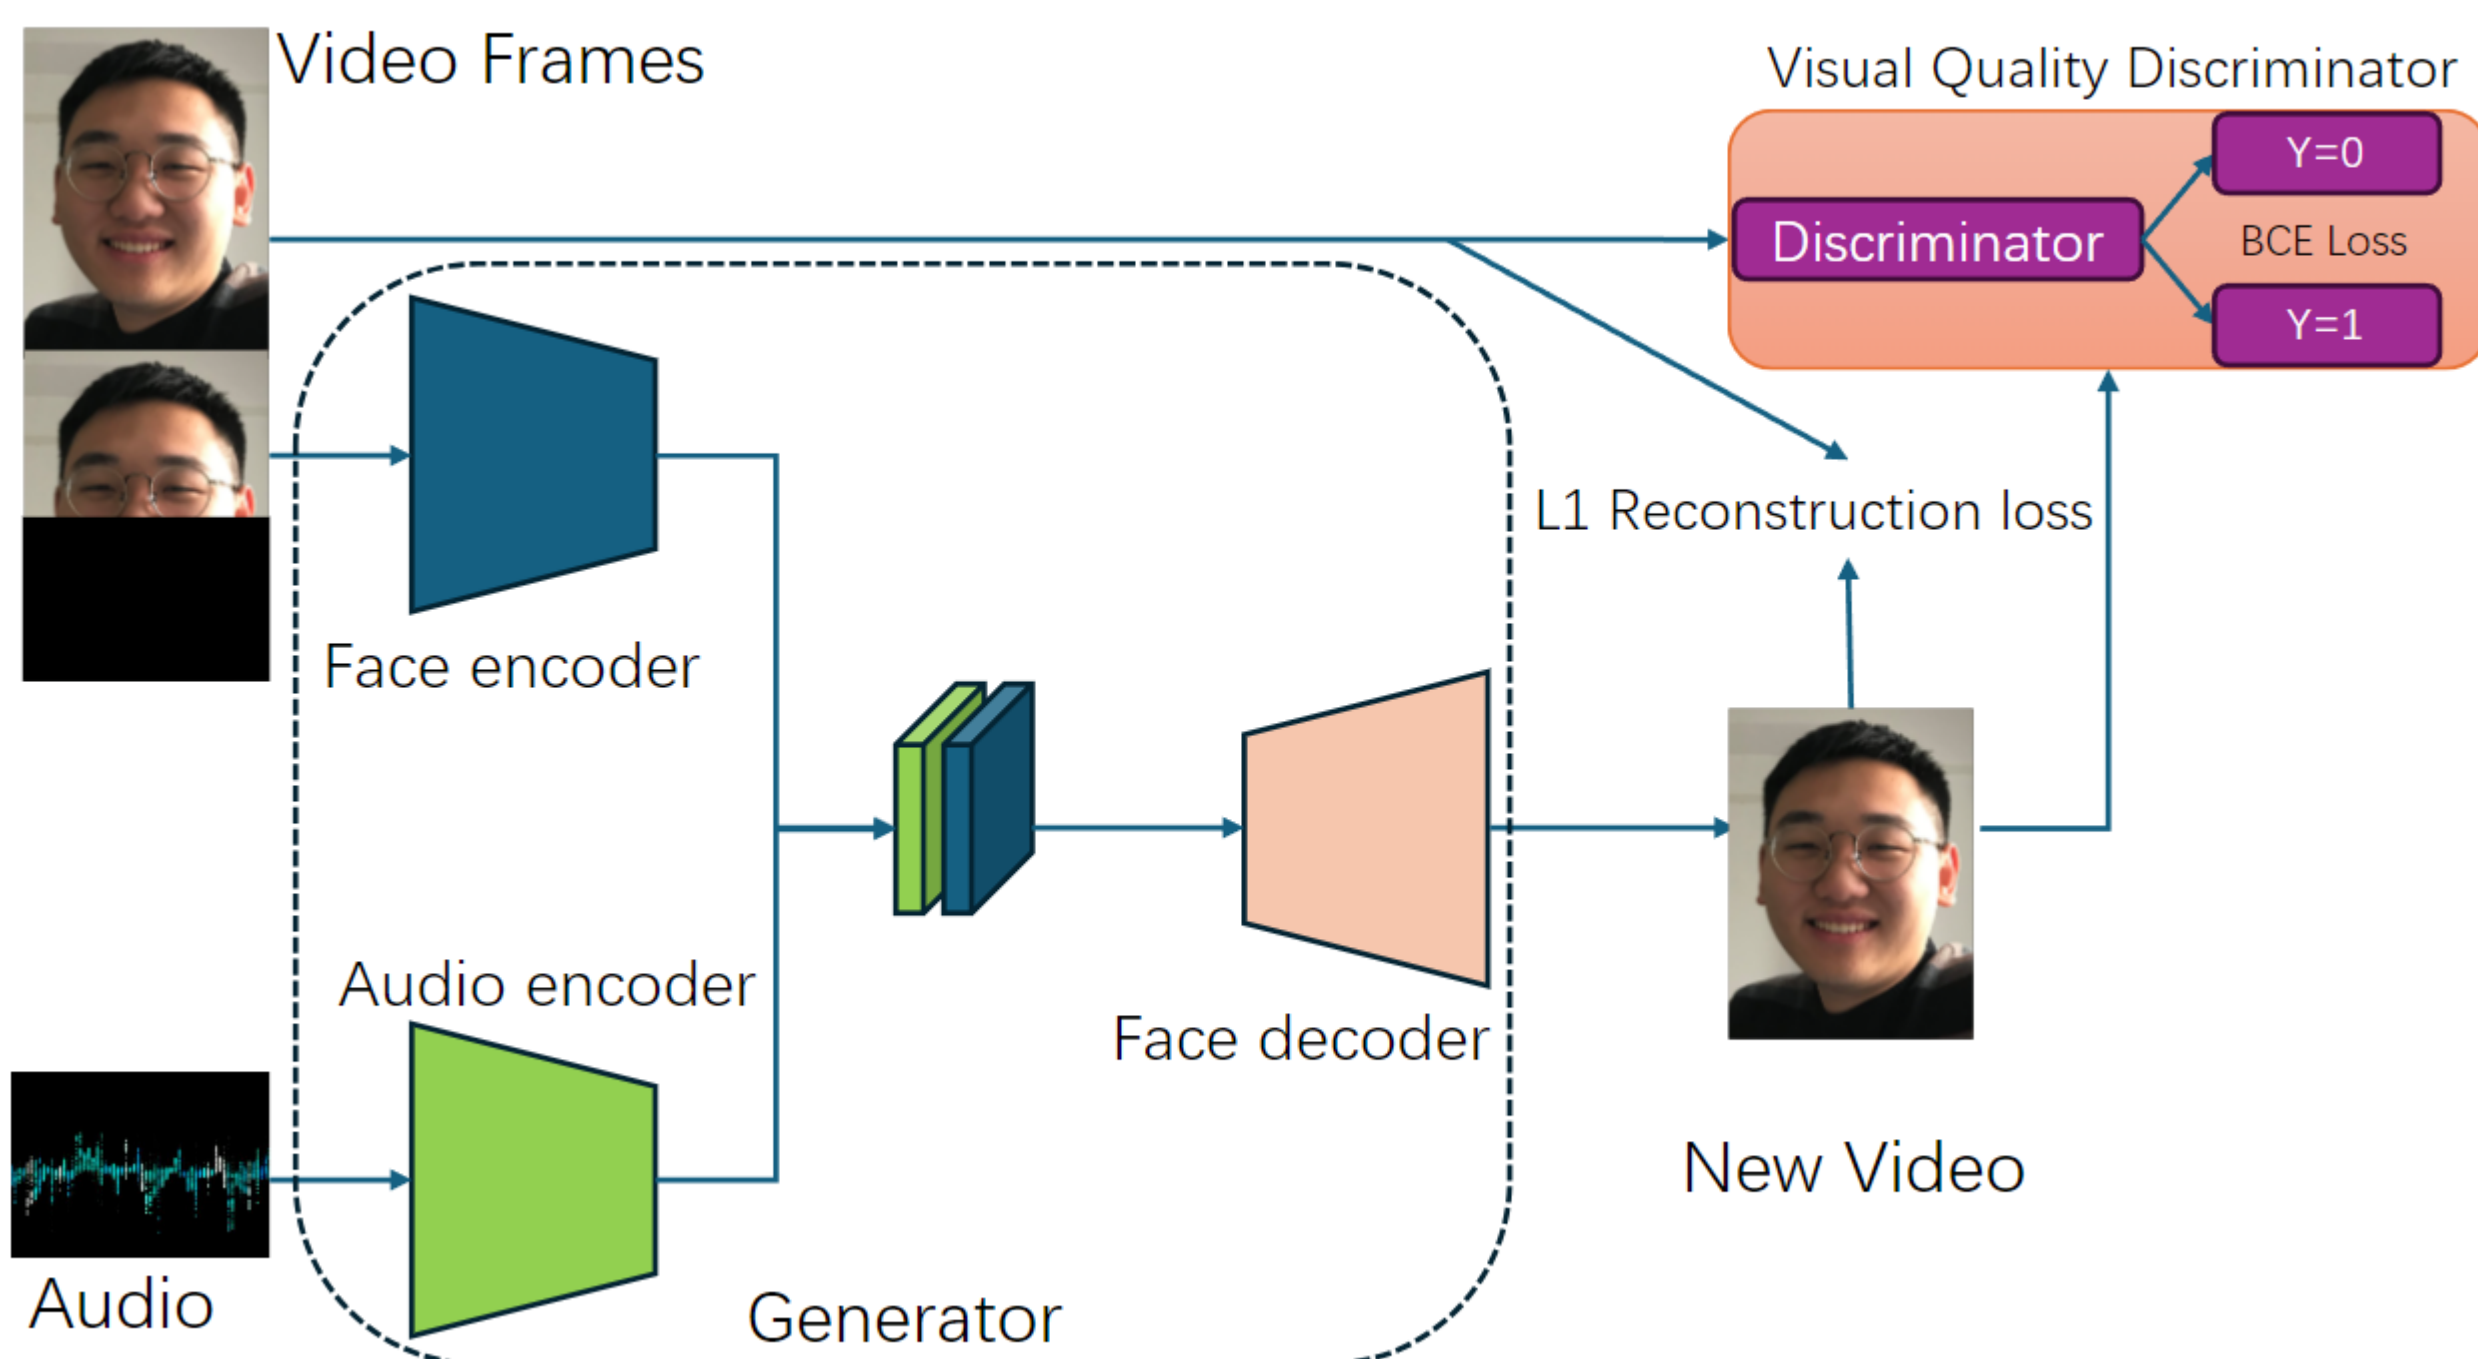 Video Frames
Visual Quality Discriminator
Y=0
Discriminator
BCE Loss
Y=1
L1 Reconstruction loss
Face encoder
Audio encoder
Face decoder
New Video
Audio
Generator